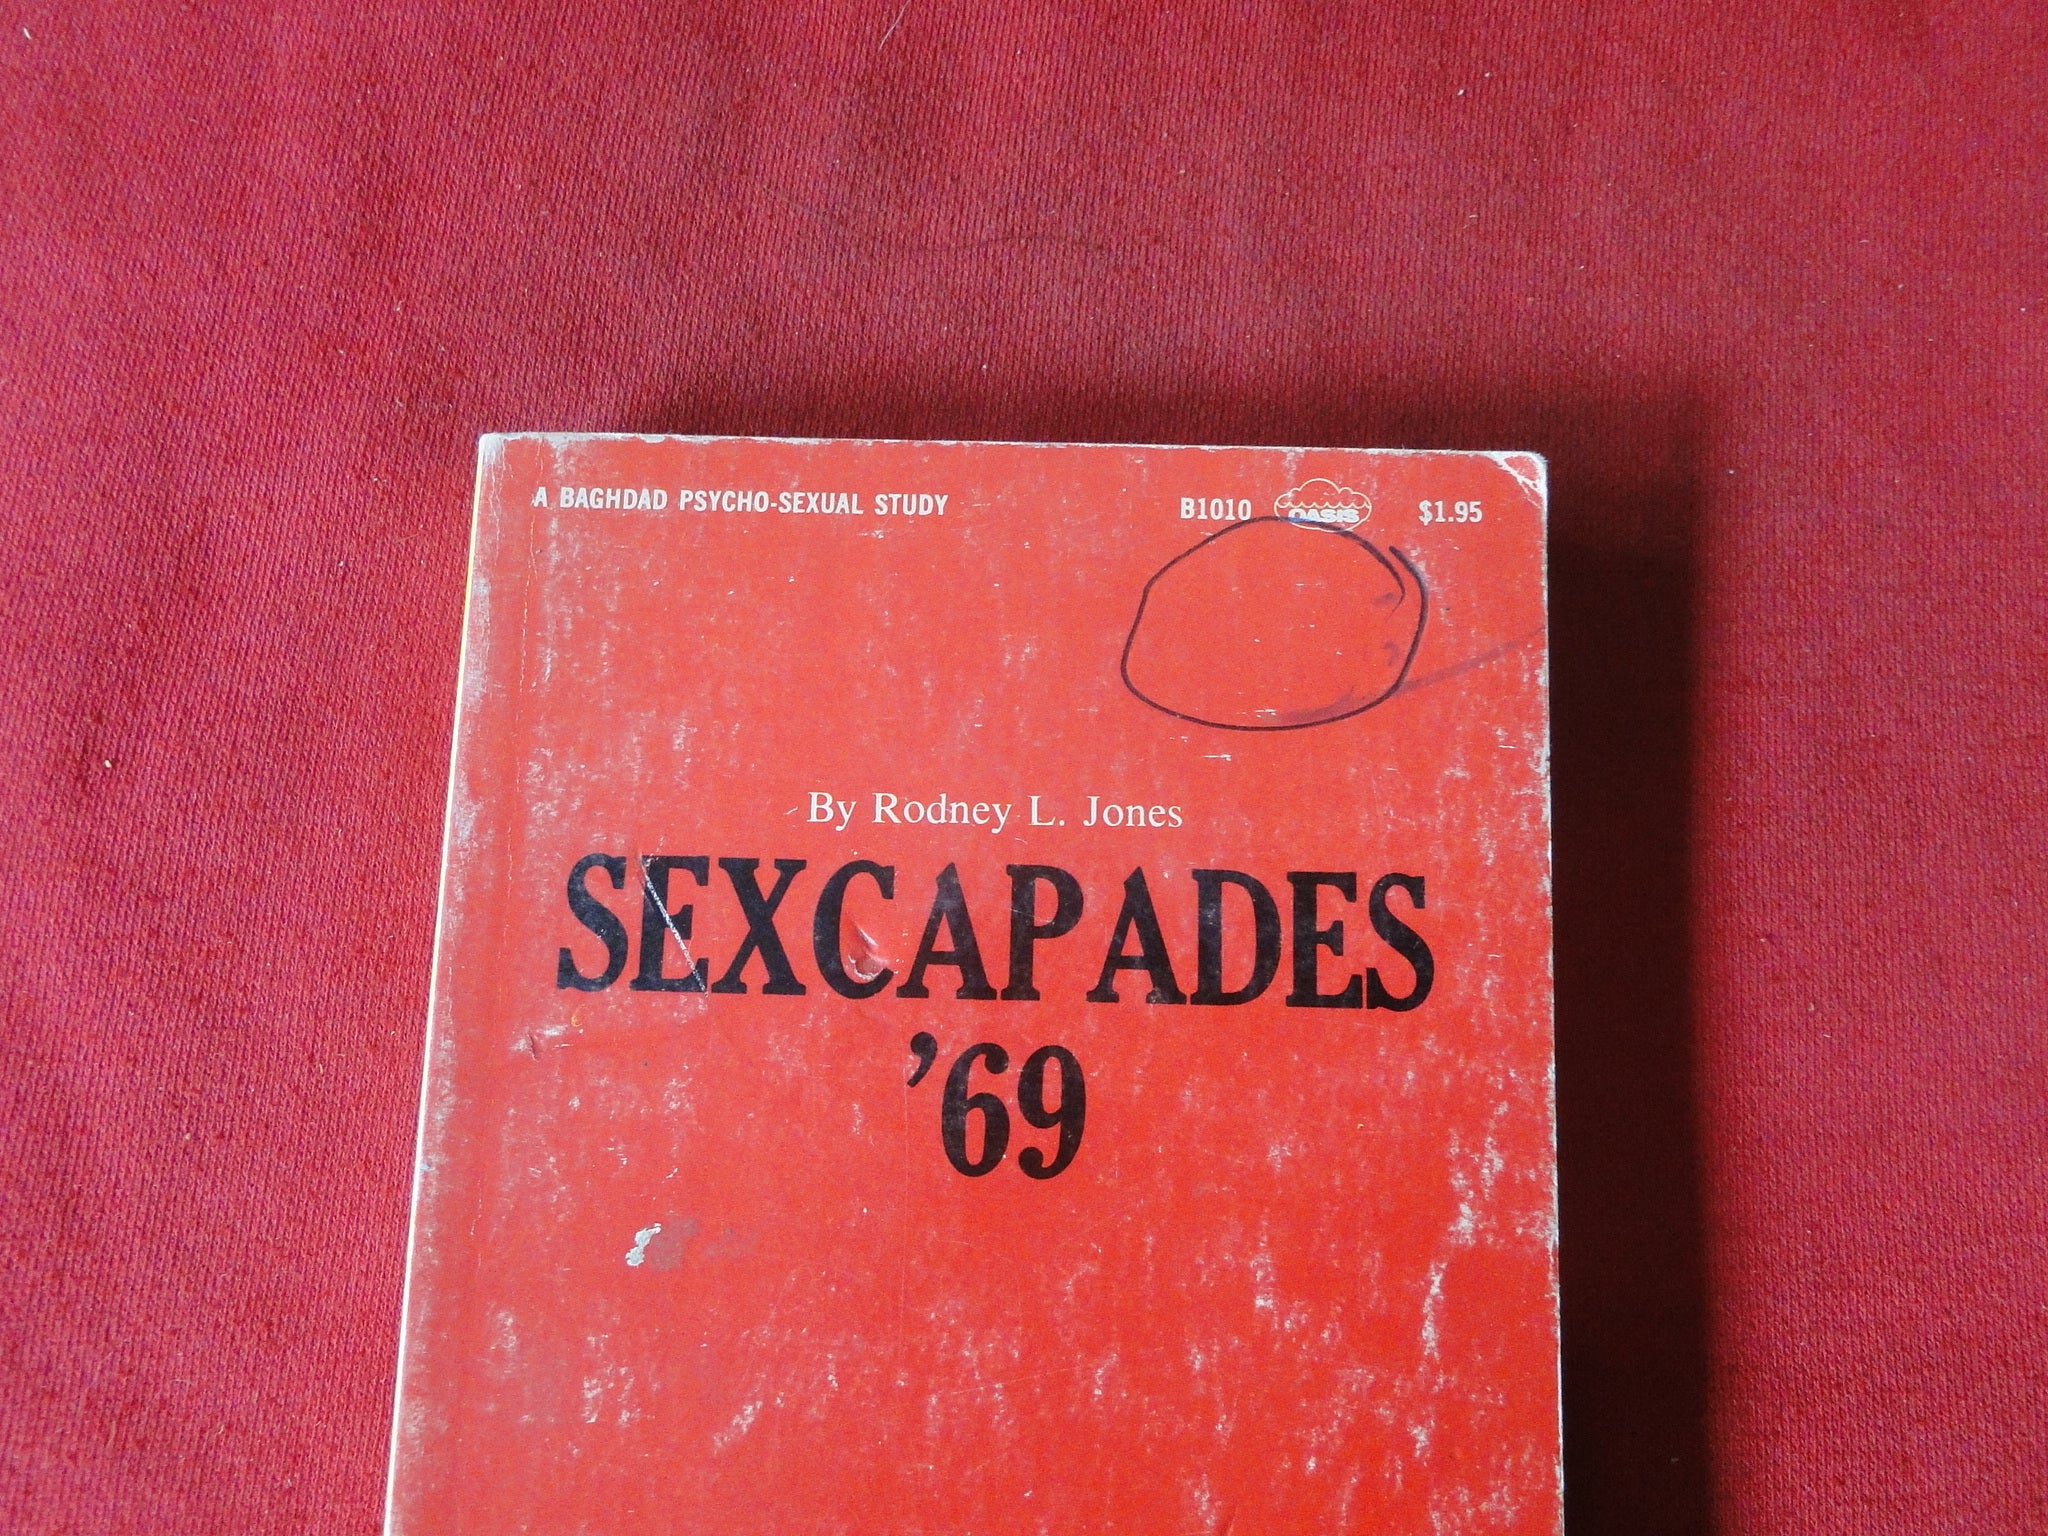 A BAGHDAD PSYCHO-SEXUAL STUDY B1010 OASIS $1.95
By Rodney L. Jones
SEXCAPADES
'69